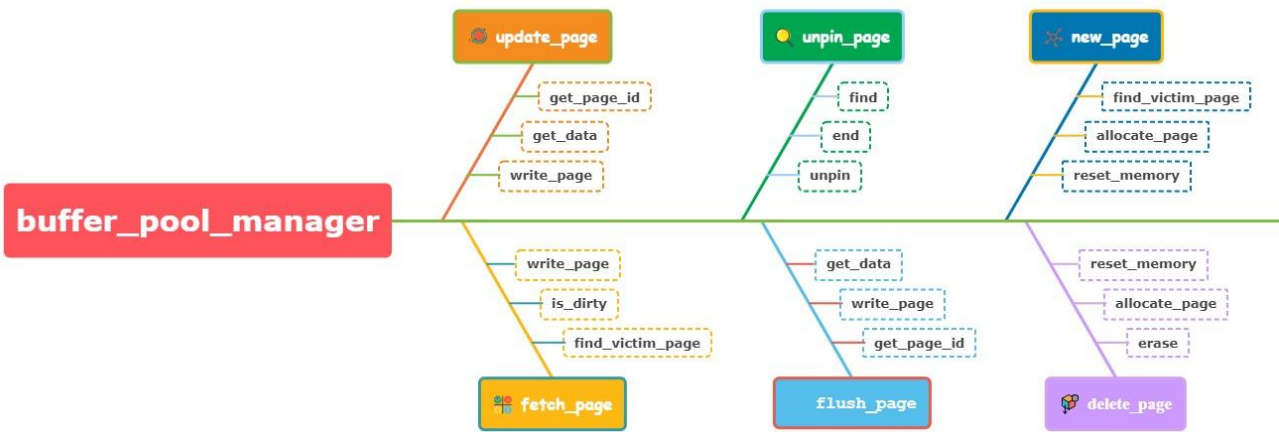 buffer_pool_manager
update_page
get_page_id
get_data
write_page
unpin_page
find
end
unpin
new_page
find_victim_page
allocate_page
reset_memory
write_page
is_dirty
find_victim_page
fetch_page
get_data
write_page
get_page_id
flush_page
reset_memory
allocate_page
erase
delete_page